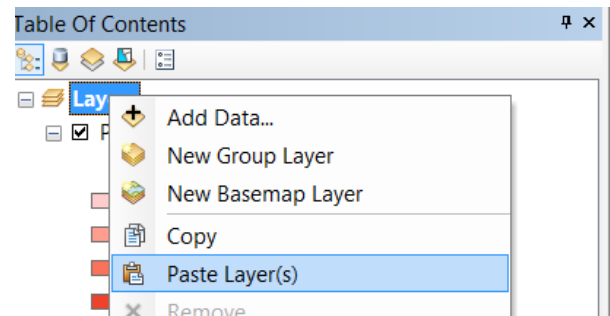 Table Of Contents
Lay
P
Add Data...
New Group Layer
New Basemap Layer
Copy
Paste Layer(s)
Remove